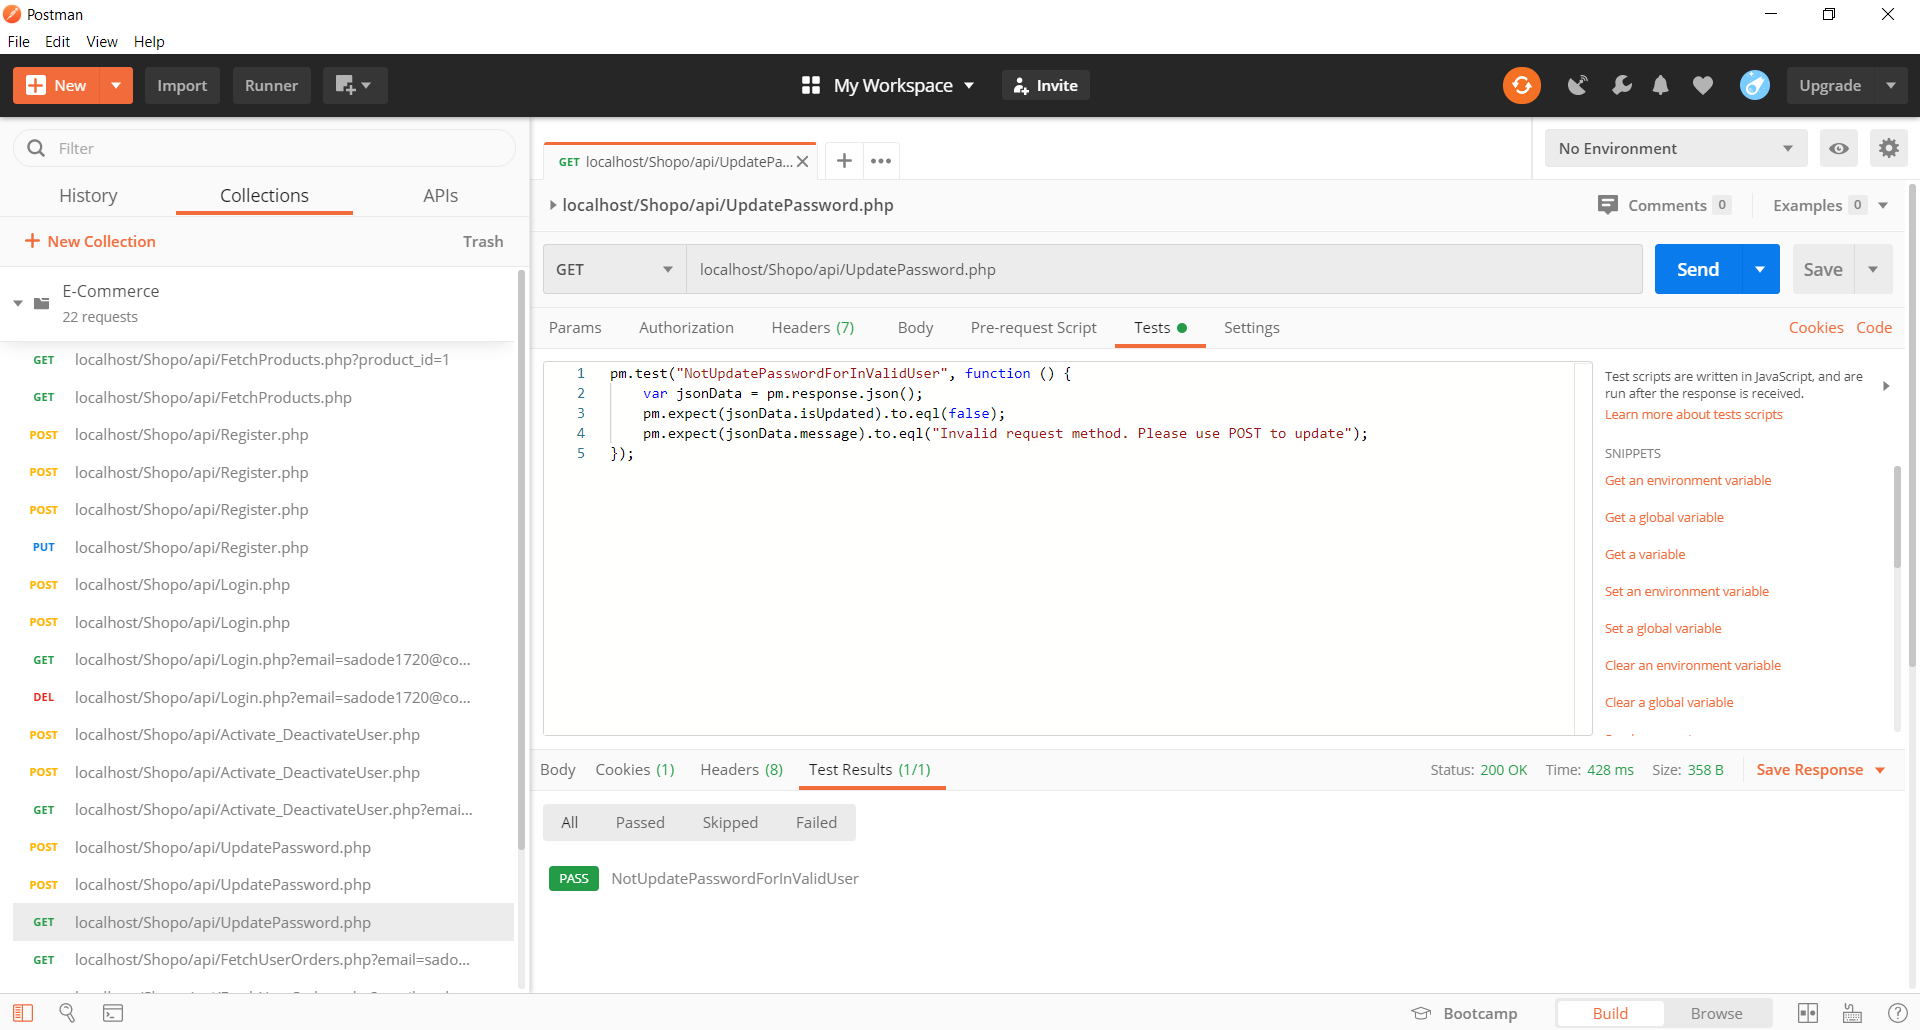 Postman
File Edit View Help
New Import Runner My Workspace Invite Upgrade
Filter
History Collections APIs
New Collection Trash
E-Commerce
22 requests
GET localhost/Shopo/api/FetchProducts.php?product_id=1
GET localhost/Shopo/api/FetchProducts.php
POST localhost/Shopo/api/Register.php
POST localhost/Shopo/api/Register.php
POST localhost/Shopo/api/Register.php
PUT localhost/Shopo/api/Register.php
POST localhost/Shopo/api/Login.php
POST localhost/Shopo/api/Login.php
GET localhost/Shopo/api/Login.php?email=sadode1720@co...
DEL localhost/Shopo/api/Login.php?email=sadode1720@co...
POST localhost/Shopo/api/Activate_DeactivateUser.php
POST localhost/Shopo/api/Activate_DeactivateUser.php
GET localhost/Shopo/api/Activate_DeactivateUser.php?emai...
POST localhost/Shopo/api/UpdatePassword.php
POST localhost/Shopo/api/UpdatePassword.php
GET localhost/Shopo/api/UpdatePassword.php
GET localhost/Shopo/api/FetchUserOrders.php?email=sado...
GET localhost/Shopo/api/UpdatePa...
No Environment
localhost/Shopo/api/UpdatePassword.php
Comments 0 Examples 0
GET localhost/Shopo/api/UpdatePassword.php Send Save
Params Authorization Headers (7) Body Pre-request Script Tests Settings Cookies Code
1 pm.test("NotUpdatePasswordForInValidUser", function () {
2 var jsonData = pm.response.json();
3 pm.expect(jsonData.isUpdated).to.eql(false);
4 pm.expect(jsonData.message).to.eql("Invalid request method. Please use POST to update");
5 });
Test scripts are written in JavaScript, and are
run after the response is received.
Learn more about tests scripts
SNIPPETS
Get an environment variable
Get a global variable
Get a variable
Set an environment variable
Set a global variable
Clear an environment variable
Clear a global variable
Body Cookies (1) Headers (8) Test Results (1/1) Status: 200 OK Time: 428 ms Size: 358 B Save Response
All Passed Skipped Failed
PASS NotUpdatePasswordForInValidUser
Bootcamp Build Browse